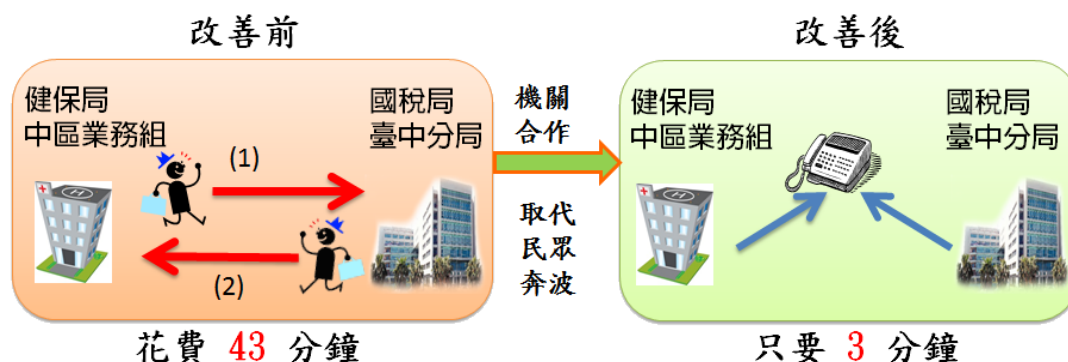 改善前
健保局
中區業務組
國稅局
臺中分局
(1)
(2)
花費 43 分鐘
機關
合作
取代
民眾
奔波
改善後
健保局
中區業務組
國稅局
臺中分局
只要 3 分鐘